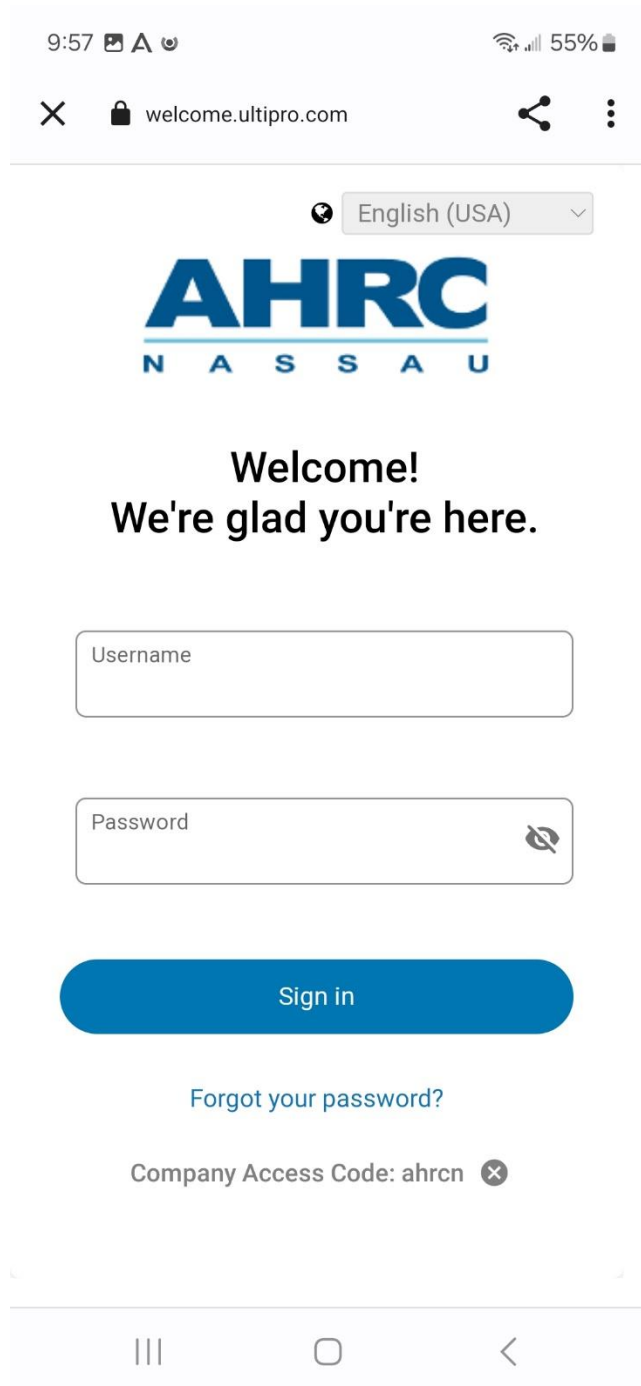 9:57 55%
welcome.ultipro.com
English (USA)
AHRC
NASSAU
Welcome!
We're glad you're here.
Username
Password
Sign in
Forgot your password?
Company Access Code: ahrcn